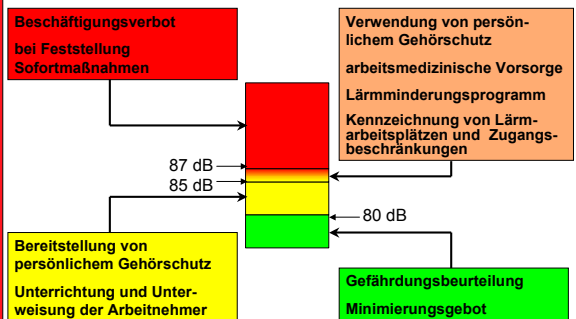 Beschäftigungsverbot
bei Feststellung
Sofortmaßnahmen
Verwendung von persön-
lichem Gehörschutz
arbeitsmedizinische Vorsorge
Lärmminderungsprogramm
Kennzeichnung von Lärm-
arbeitsplätzen und Zugangs-
beschränkungen
87 dB
85 dB
80 dB
Bereitstellung von
persönlichem Gehörschutz
Unterrichtung und Unter-
weisung der Arbeitnehmer
Gefährdungsbeurteilung
Minimierungsgebot